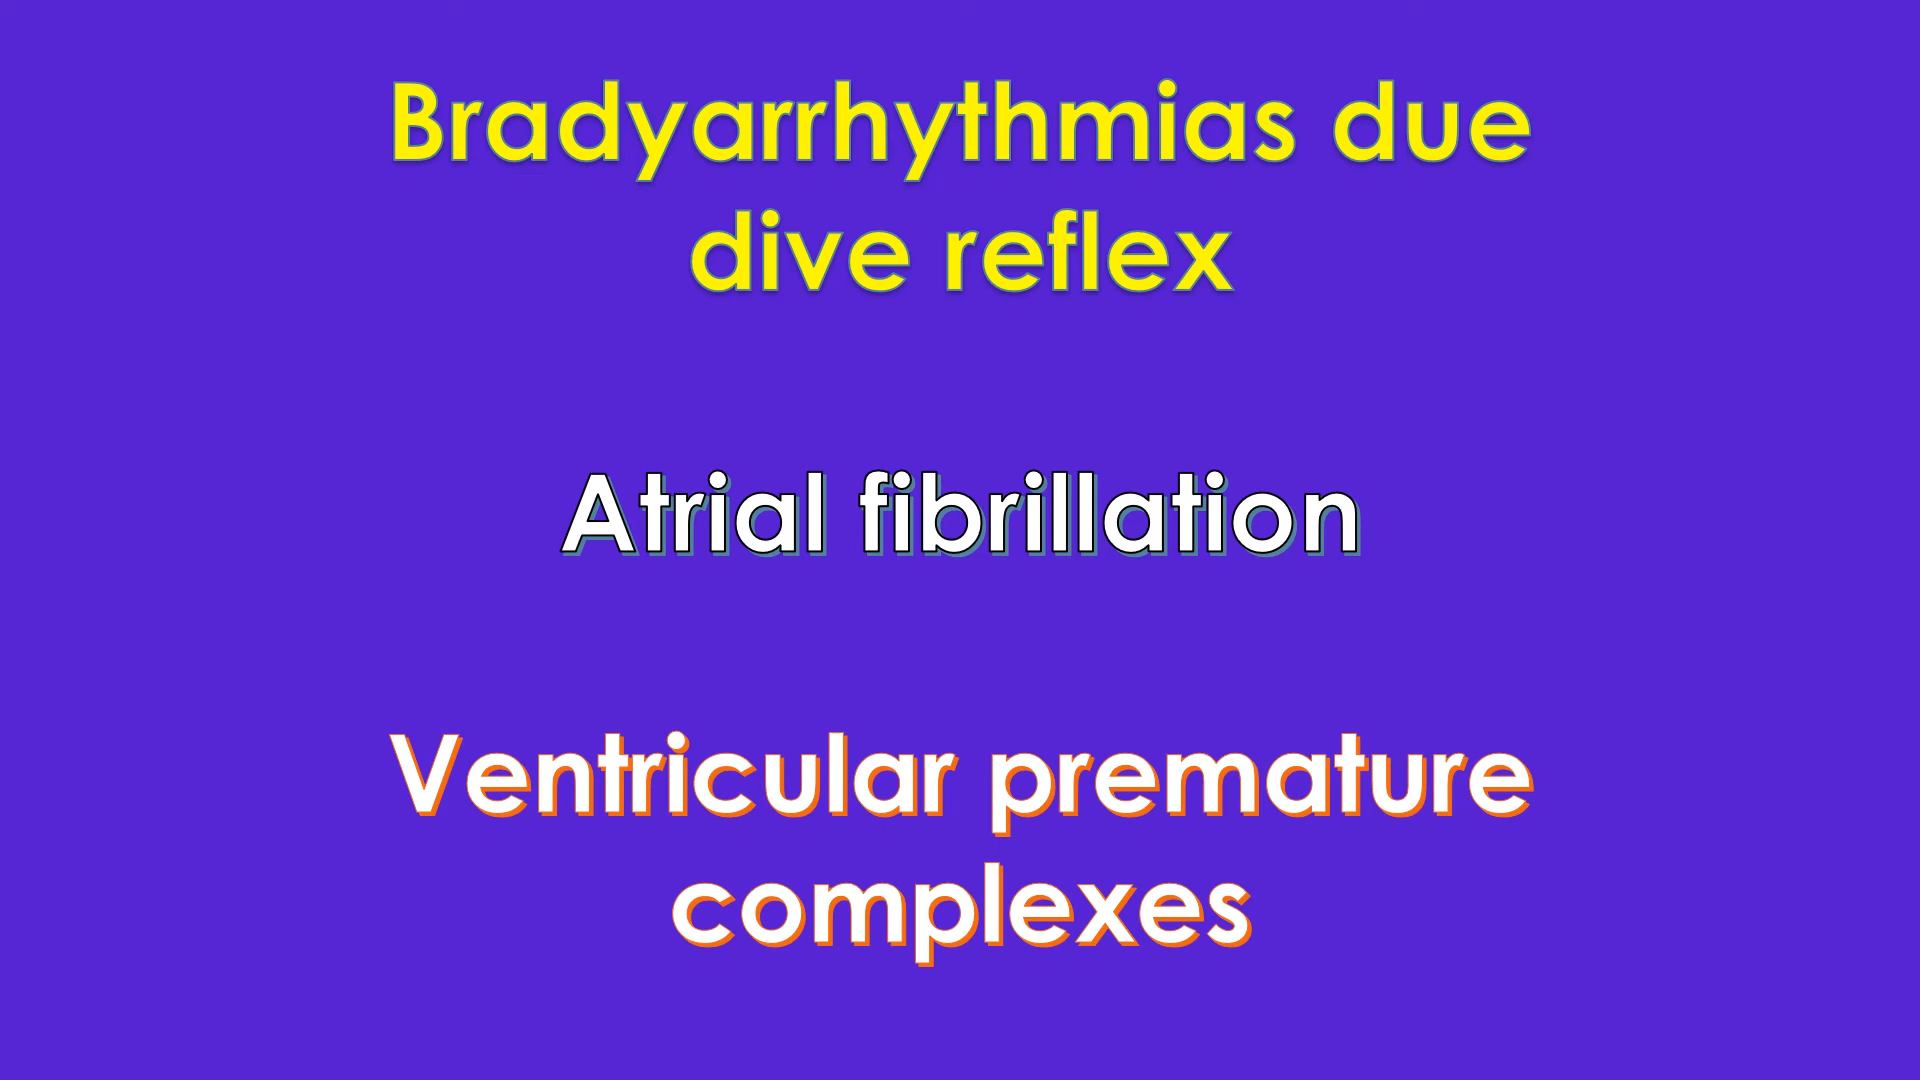 Bradyarrhythmias due
dive reflex
Atrial fibrillation
Ventricular premature
complexes